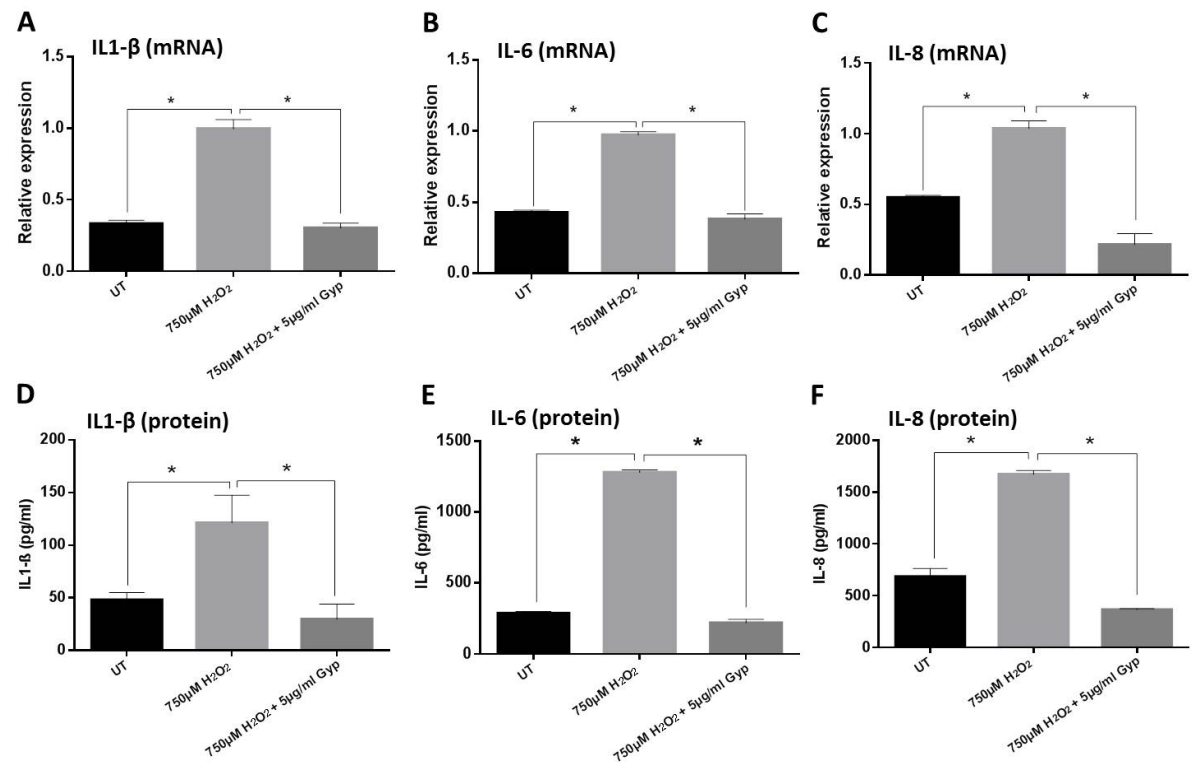 A
IL1-β (mRNA)
Relative expression
1.5
1.0
0.5
0.0
*
*
UT
750µM H₂O₂
750µM H₂O₂ + 5µg/ml Gyp
B
IL-6 (mRNA)
Relative expression
1.5
1.0
0.5
0.0
*
*
UT
750µM H₂O₂
750µM H₂O₂ + 5µg/ml Gyp
C
IL-8 (mRNA)
Relative expression
1.5
1.0
0.5
0.0
*
*
UT
750µM H₂O₂
750µM H₂O₂ + 5µg/ml Gyp
D
IL1-β (protein)
IL1-ß (pg/ml)
200
150
100
50
0
*
*
UT
750µM H₂O₂
750µM H₂O₂ + 5µg/ml Gyp
E
IL-6 (protein)
IL-6 (pg/ml)
1500
1000
500
0
*
*
UT
750µM H₂O₂
750µM H₂O₂ + 5µg/ml Gyp
F
IL-8 (protein)
IL-8 (pg/ml)
2000
1500
1000
500
0
*
*
UT
750µM H₂O₂
750µM H₂O₂ + 5µg/ml Gyp